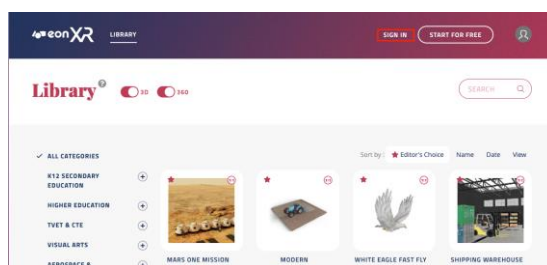 eonXR LIBRARY SIGN IN START FOR FREE
Library 3D 360 SEARCH
ALL CATEGORIES
Sort by: Editor's Choice Name Date View
K12 SECONDARY
EDUCATION
HIGHER EDUCATION
TVET & CTE
VISUAL ARTS
AEROSPACE &
MARS ONE MISSION
MODERN
WHITE EAGLE FAST FLY
SHIPPING WAREHOUSE